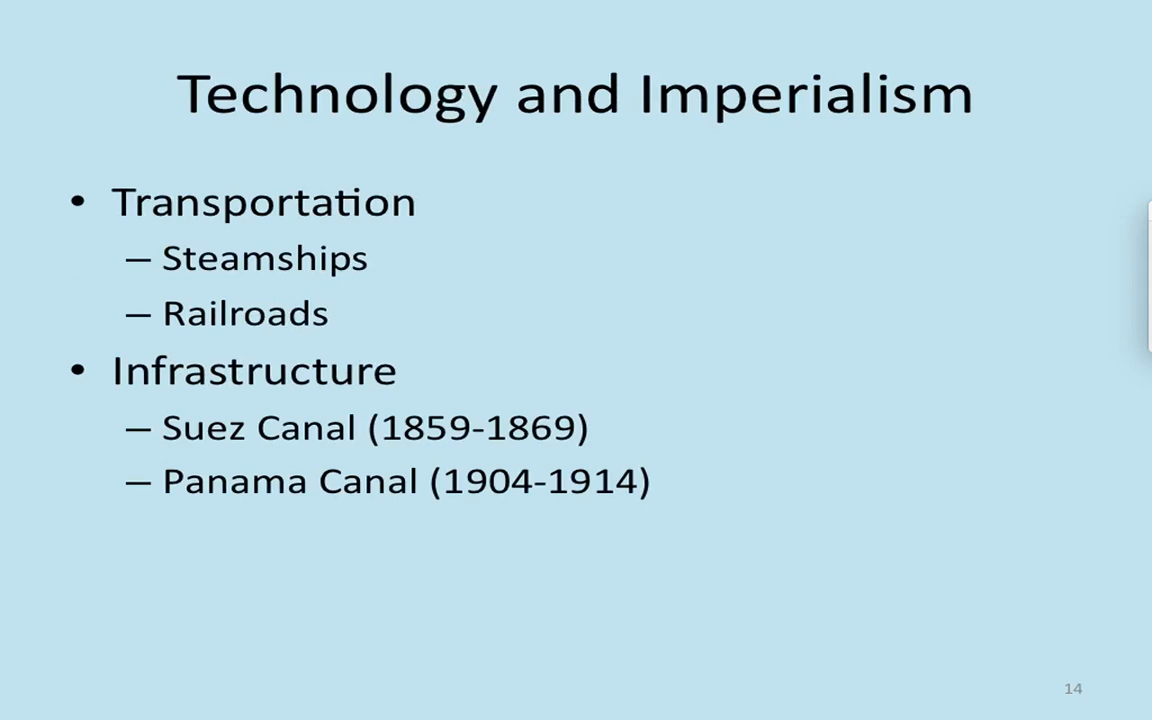 Technology and Imperialism
• Transportation
– Steamships
– Railroads
• Infrastructure
– Suez Canal (1859-1869)
– Panama Canal (1904-1914)
14